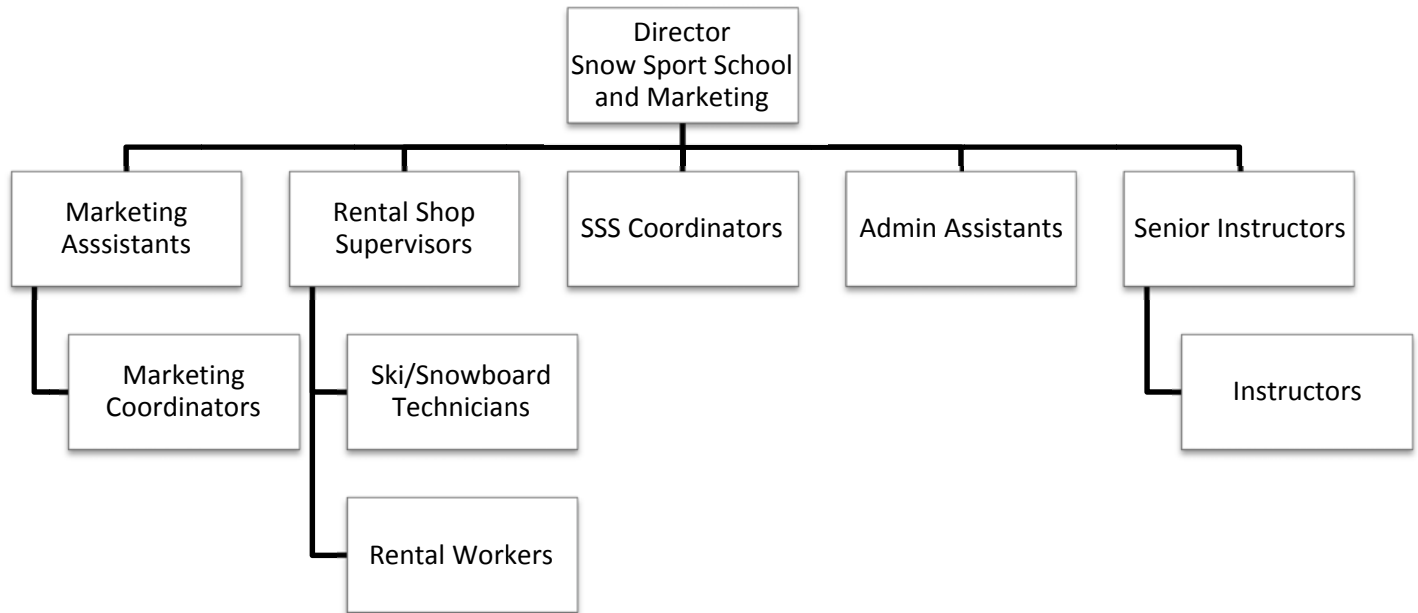 Director
Snow Sport School
and Marketing
Marketing
Asssistants
Rental Shop
Supervisors
SSS Coordinators
Admin Assistants
Senior Instructors
Marketing
Coordinators
Ski/Snowboard
Technicians
Instructors
Rental Workers